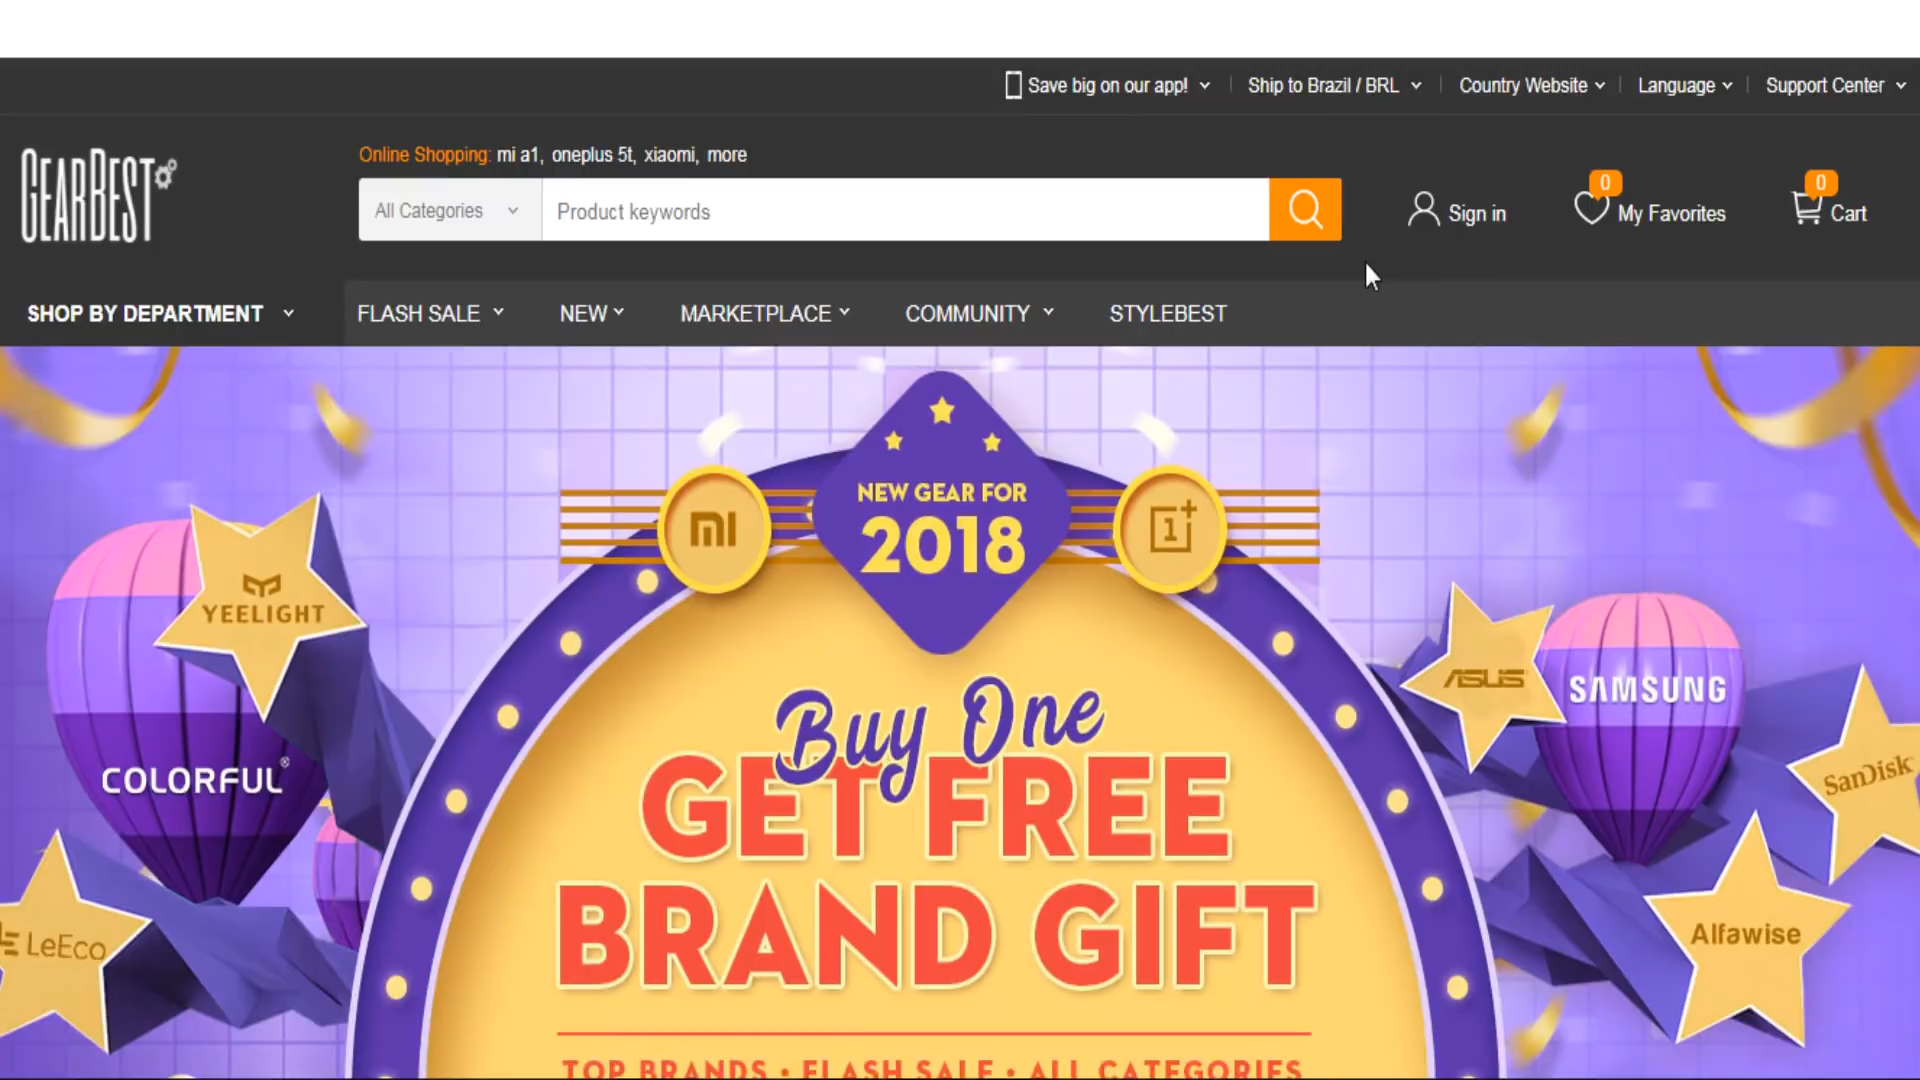 Save big on our app! Ship to Brazil / BRL Country Website Language Support Center
GEARBEST
Online Shopping: mi a1, oneplus 5t, xiaomi, more
All Categories Product keywords
0 0
Sign in My Favorites Cart
SHOP BY DEPARTMENT FLASH SALE NEW MARKETPLACE COMMUNITY STYLEBEST
NEW GEAR FOR
2018
mi
1+
YEELIGHT
COLORFUL®
LeEco
ASUS
SAMSUNG
SanDisk
Alfawise
Buy One
GET FREE
BRAND GIFT
TOP BRANDS • FLASH SALE • ALL CATEGORIES